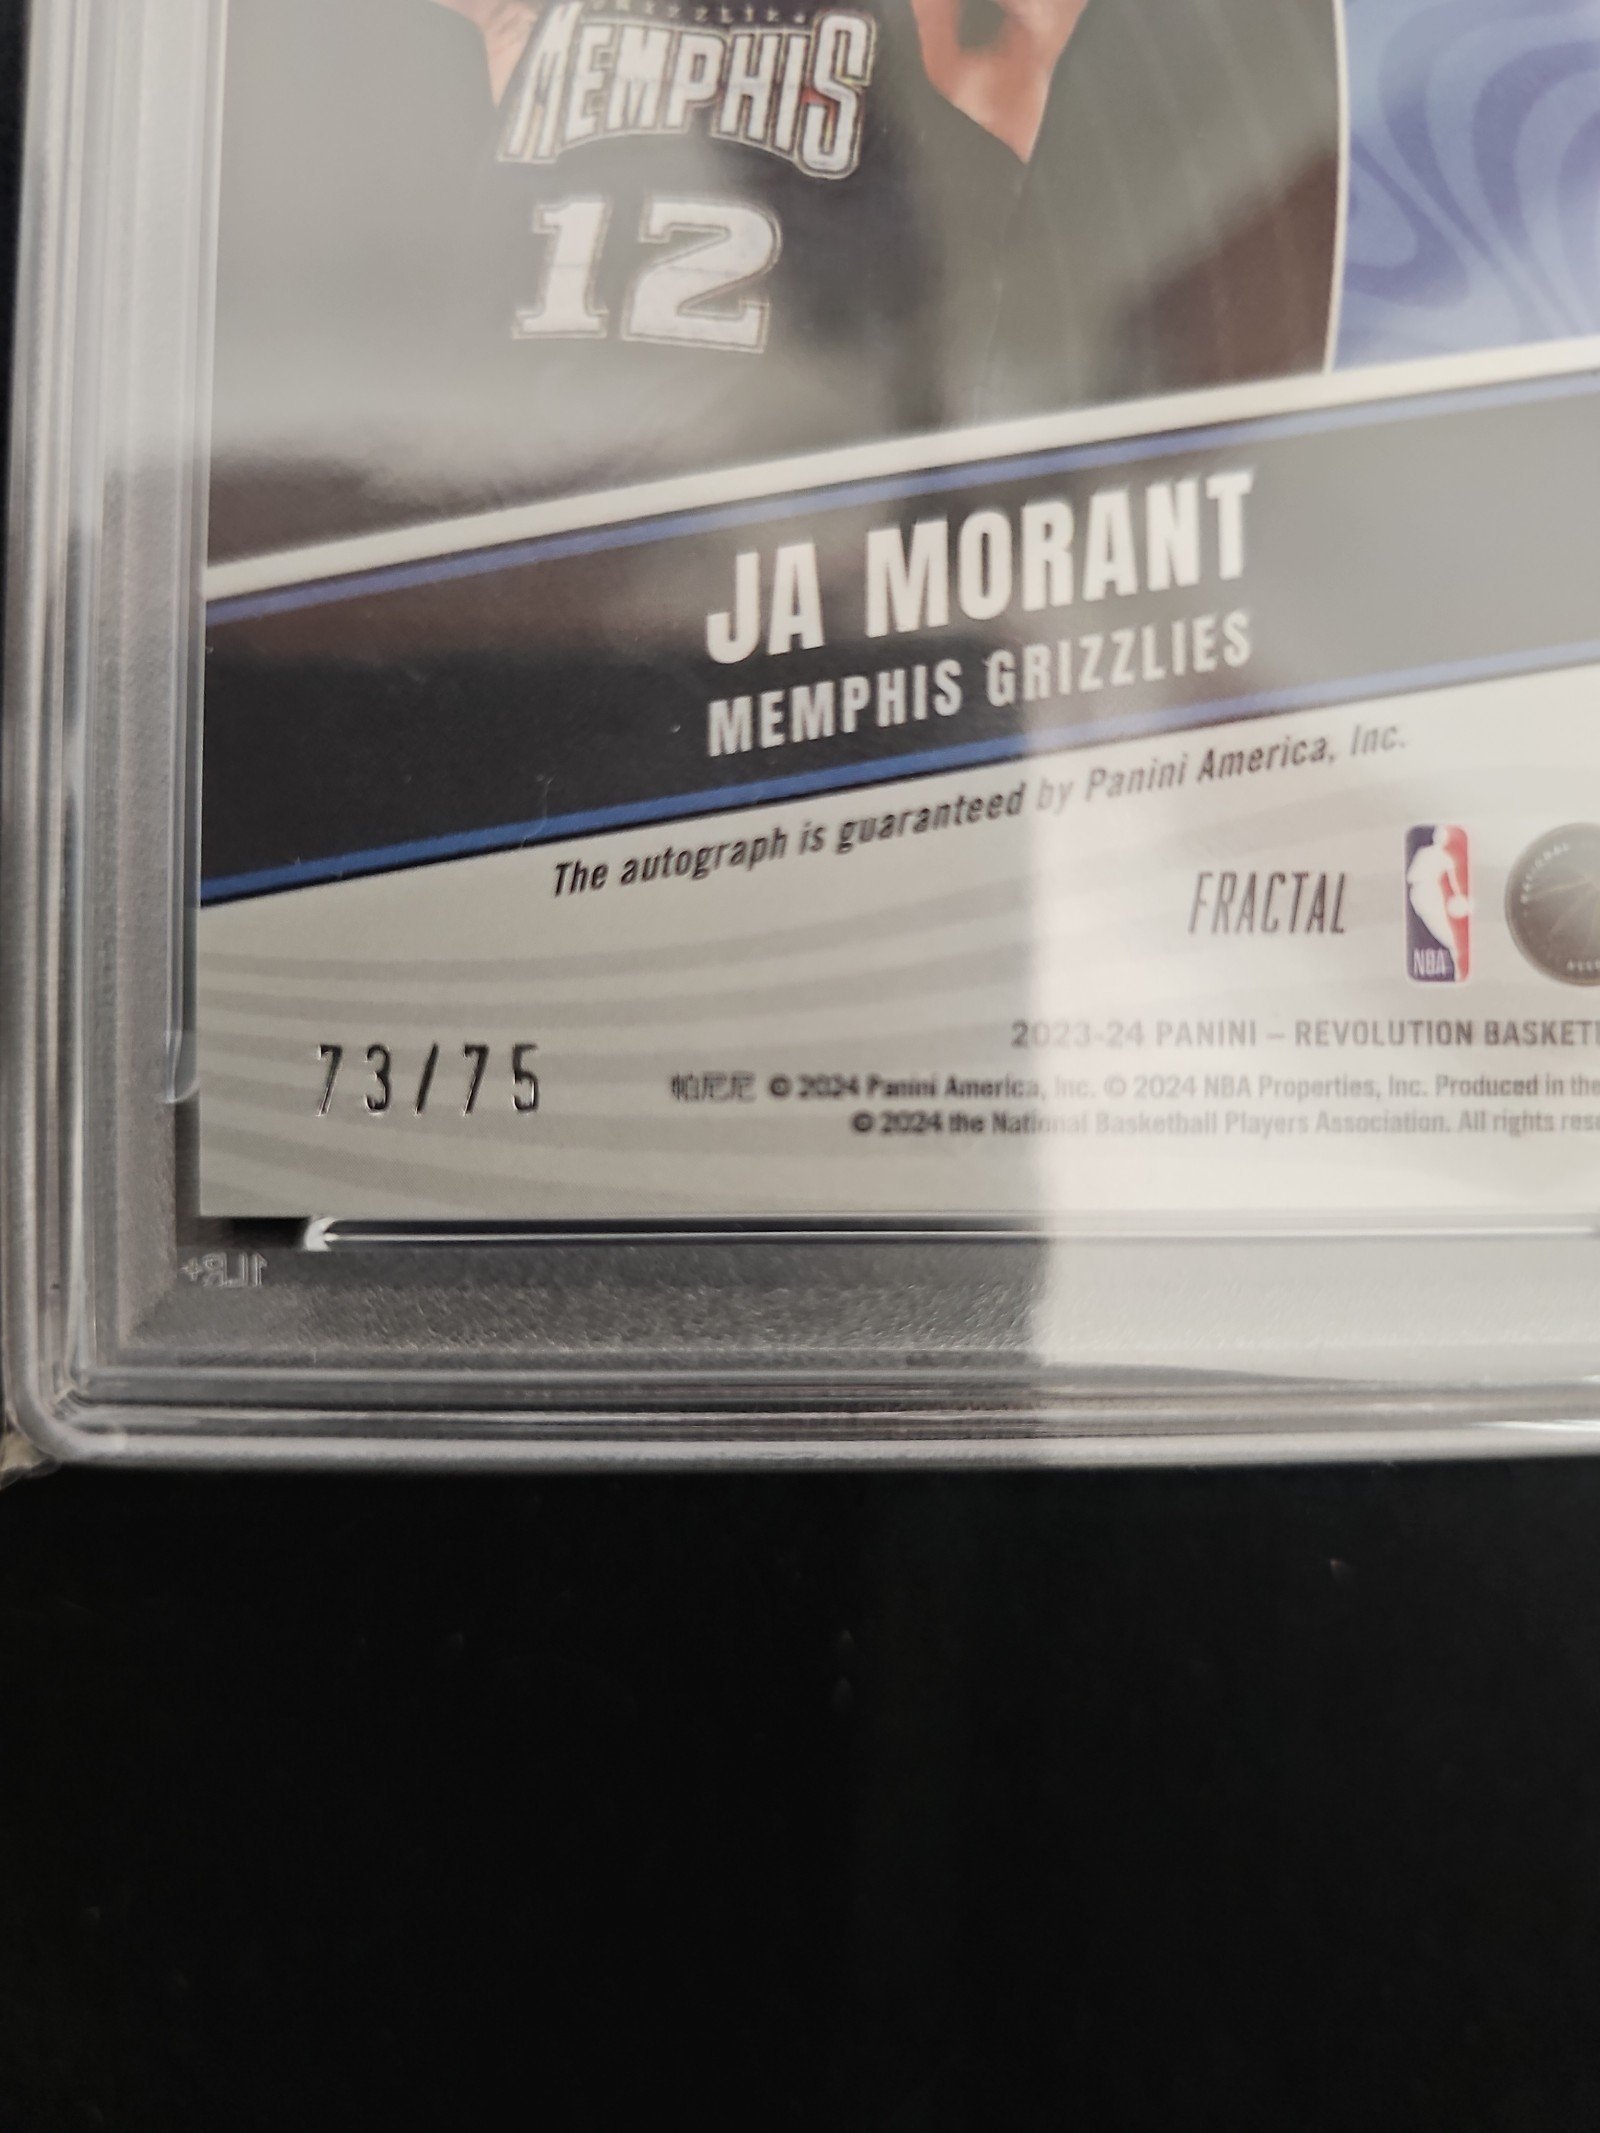 MEMPHIS
12
JA MORANT
MEMPHIS GRIZZLIES
The autograph is guaranteed by Panini America, Inc.
FRACTAL
NBA
2023-24 PANINI – REVOLUTION BASKET
73/75
帕尼尼 © 2024 Panini America, Inc. © 2024 NBA Properties, Inc. Produced in the
© 2024 the National Basketball Players Association. All rights res